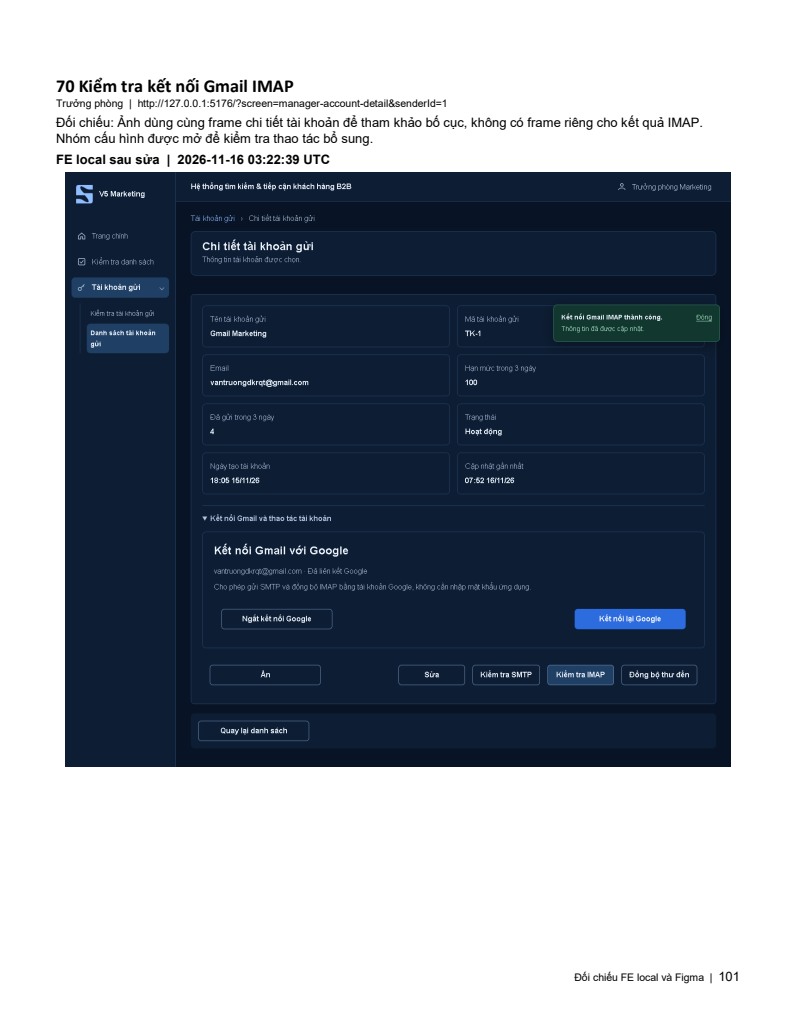 70 Kiểm tra kết nối Gmail IMAP
Trưởng phòng | http://127.0.0.1:5176/?screen=manager-account-detail&senderId=1
Đối chiếu: Ảnh dùng cùng frame chi tiết tài khoản để tham khảo bố cục, không có frame riêng cho kết quả IMAP.
Nhóm cấu hình được mở để kiểm tra thao tác bổ sung.
FE local sau sửa | 2026-11-16 03:22:39 UTC
V5 Marketing
Hệ thống tìm kiếm & tiếp cận khách hàng B2B
Trưởng phòng Marketing
Trang chính
Kiểm tra danh sách
Tài khoản gửi
Kiểm tra tài khoản gửi
Danh sách tài khoản
gửi
Tài khoản gửi › Chi tiết tài khoản gửi
Chi tiết tài khoản gửi
Thông tin tài khoản được chọn.
Tên tài khoản gửi
Gmail Marketing
Mã tài khoản gửi
TK-1
Kết nối Gmail IMAP thành công.
Đóng
Thông tin đã được cập nhật.
Email
vantruongdkrqt@gmail.com
Hạn mức trong 3 ngày
100
Đã gửi trong 3 ngày
4
Trạng thái
Hoạt động
Ngày tạo tài khoản
18:05 15/11/26
Cập nhật gần nhất
07:52 16/11/26
▾ Kết nối Gmail và thao tác tài khoản
Kết nối Gmail với Google
vantruongdkrqt@gmail.com · Đã liên kết Google
Cho phép gửi SMTP và đồng bộ IMAP bằng tài khoản Google, không cần nhập mật khẩu ứng dụng.
Ngắt kết nối Google
Kết nối lại Google
Ẩn
Sửa
Kiểm tra SMTP
Kiểm tra IMAP
Đồng bộ thư đến
Quay lại danh sách
Đối chiếu FE local và Figma | 101